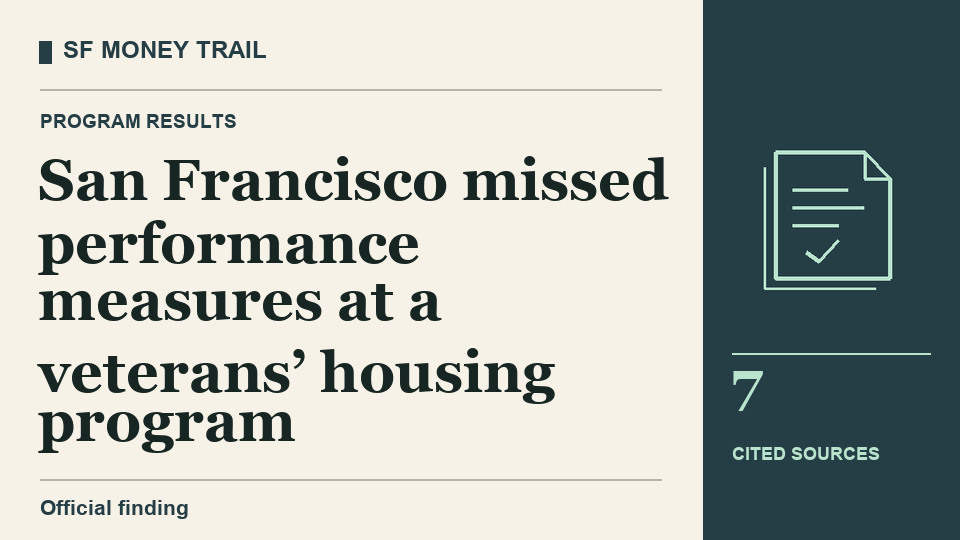 SF MONEY TRAIL
PROGRAM RESULTS
San Francisco missed
performance
measures at a
veterans’ housing
program
Official finding
7
CITED SOURCES